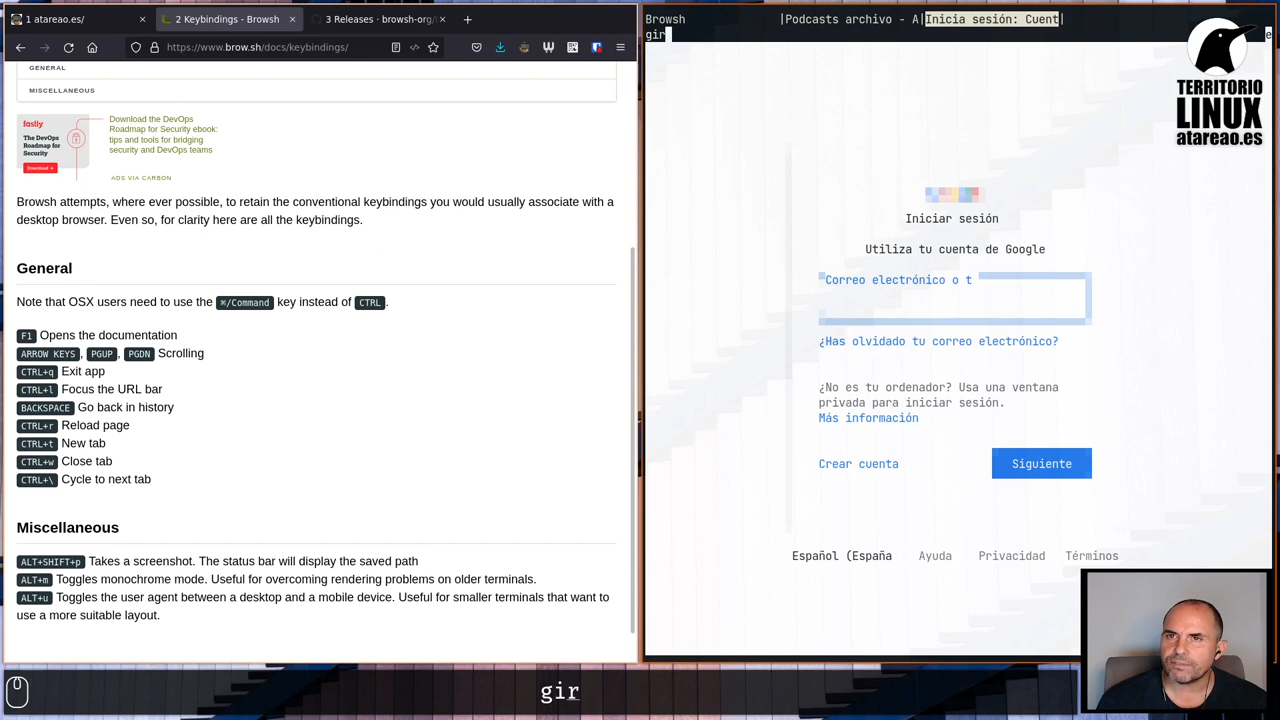 1 atareao.es/
2 Keybindings - Browsh
3 Releases · browsh-org/
https://www.brow.sh/docs/keybindings/
GENERAL
MISCELLANEOUS
fastly
The DevOps
Roadmap for
Security
Download
Download the DevOps
Roadmap for Security ebook:
tips and tools for bridging
security and DevOps teams
ADS VIA CARBON
Browsh attempts, where ever possible, to retain the conventional keybindings you would usually associate with a
desktop browser. Even so, for clarity here are all the keybindings.
General
Note that OSX users need to use the ⌘/Command key instead of CTRL.
F1 Opens the documentation
ARROW KEYS, PGUP, PGDN Scrolling
CTRL+q Exit app
CTRL+l Focus the URL bar
BACKSPACE Go back in history
CTRL+r Reload page
CTRL+t New tab
CTRL+w Close tab
CTRL+\ Cycle to next tab
Miscellaneous
ALT+SHIFT+p Takes a screenshot. The status bar will display the saved path
ALT+m Toggles monochrome mode. Useful for overcoming rendering problems on older terminals.
ALT+u Toggles the user agent between a desktop and a mobile device. Useful for smaller terminals that want to
use a more suitable layout.
Browsh |Podcasts archivo - A|Inicia sesión: Cuent|
gir
e
TERRITORIO
LINUX
atareao.es
Iniciar sesión
Utiliza tu cuenta de Google
Correo electrónico o t
¿Has olvidado tu correo electrónico?
¿No es tu ordenador? Usa una ventana
privada para iniciar sesión.
Más información
Crear cuenta
Siguiente
Español (España
Ayuda
Privacidad
Términos
gir